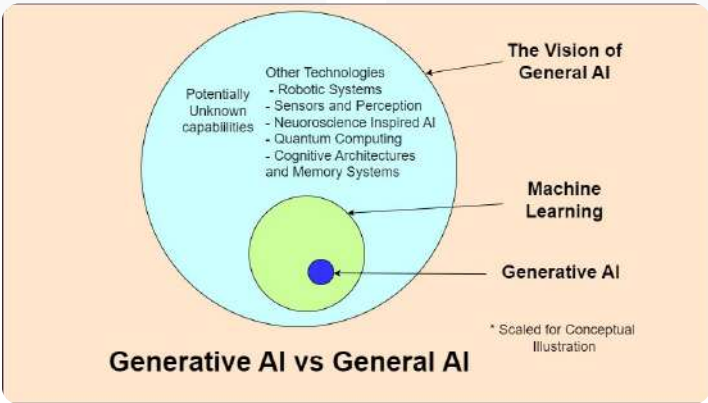 The Vision of
General AI
Potentially
Unknown
capabilities
Other Technologies
- Robotic Systems
- Sensors and Perception
- Neuoroscience Inspired AI
- Quantum Computing
- Cognitive Architectures
and Memory Systems
Machine
Learning
Generative AI
* Scaled for Conceptual
Illustration
Generative AI vs General AI